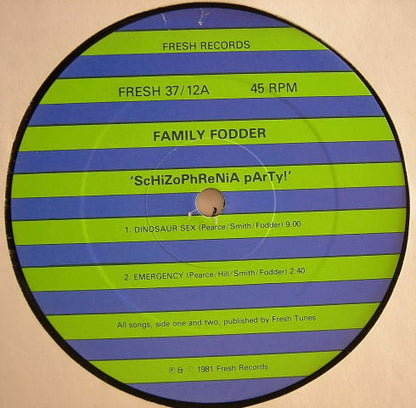 FRESH RECORDS
FRESH 37/12A 45 RPM
FAMILY FODDER
'ScHiZoPhReNiA pArTy!'
1. DINOSAUR SEX (Pearce/Smith/Fodder) 9.00
2. EMERGENCY (Pearce/Hill/Smith/Fodder) 2.40
All songs, side one and two, published by Fresh Tunes
℗ & © 1981 Fresh Records